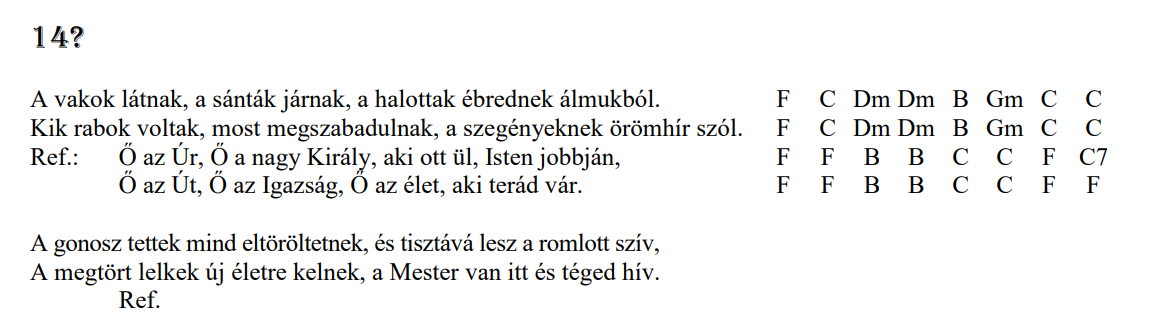 14?
A vakok látnak, a sánták járnak, a halottak ébrednek álmukból. F C Dm Dm B Gm C C
Kik rabok voltak, most megszabadulnak, a szegényeknek örömhír szól. F C Dm Dm B Gm C C
Ref.: Ő az Úr, Ő a nagy Király, aki ott ül, Isten jobbján, F F B B C C F C7
Ő az Út, Ő az Igazság, Ő az élet, aki terád vár. F F B B C C F F
A gonosz tettek mind eltöröltetnek, és tisztává lesz a romlott szív,
A megtört lelkek új életre kelnek, a Mester van itt és téged hív.
Ref.